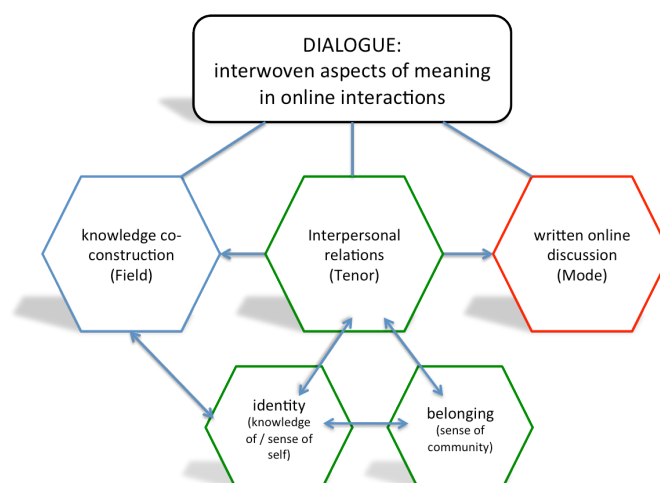 DIALOGUE:
interwoven aspects of meaning
in online interactions
knowledge co-
construction
(Field)
Interpersonal
relations
(Tenor)
written online
discussion
(Mode)
identity
(knowledge
of / sense of
self)
belonging
(sense of
community)